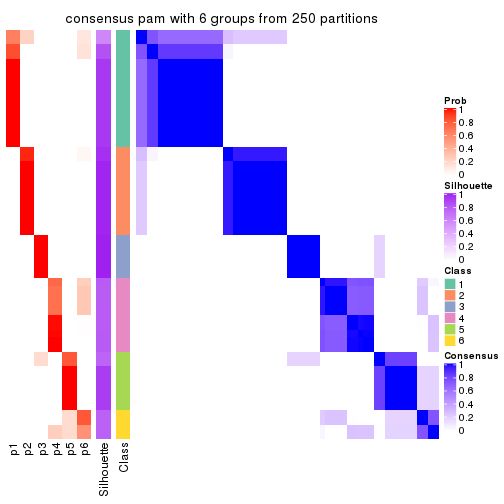 consensus pam with 6 groups from 250 partitions
Prob
1
0.8
0.6
0.4
0.2
0
Silhouette
1
0.8
0.6
0.4
0.2
0
Class
1
2
3
4
5
6
Consensus
1
0.8
0.6
0.4
0.2
0
p1
p2
p3
p4
p5
p6
Silhouette
Class